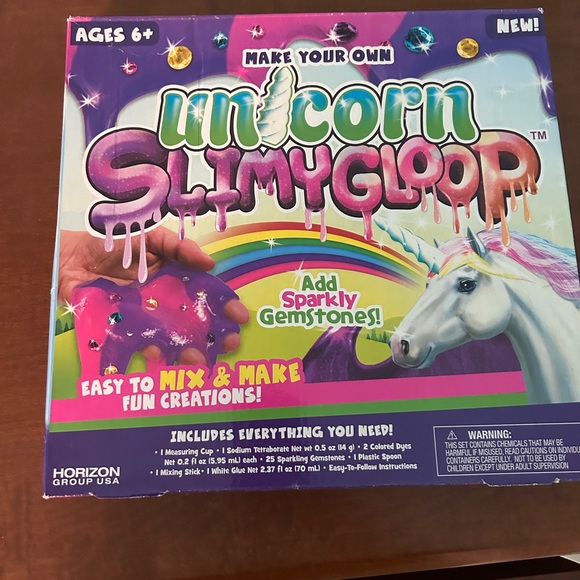 AGES 6+
NEW!
MAKE YOUR OWN
unicorn
SLIMYGLOOP™
Add
Sparkly
Gemstones!
EASY TO MIX & MAKE
FUN CREATIONS!
INCLUDES EVERYTHING YOU NEED!
• 1 Measuring Cup • 1 Sodium Tetraborate Net wt 0.5 oz (14 g) • 2 Colored Dyes
Net 0.2 fl oz (5.95 mL) each • 25 Sparkling Gemstones • 1 Plastic Spoon
• 1 Mixing Stick • 1 White Glue Net 2.37 fl oz (70 mL) • Easy-To-Follow Instructions
WARNING:
THIS SET CONTAINS CHEMICALS THAT MAY BE
HARMFUL IF MISUSED. READ CAUTIONS ON
CONTAINERS CAREFULLY. NOT TO BE USED BY
CHILDREN EXCEPT UNDER ADULT SUPERVISION
HORIZON
GROUP USA